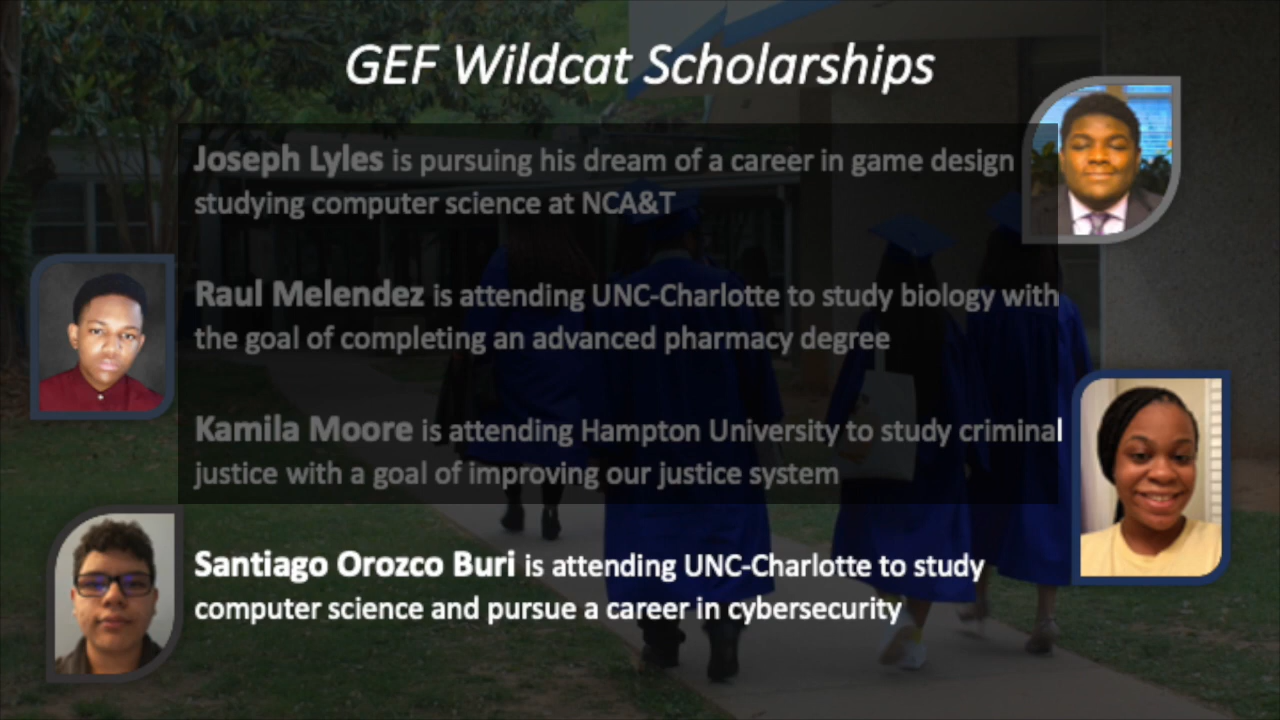 GEF Wildcat Scholarships
Joseph Lyles is pursuing his dream of a career in game design
studying computer science at NCA&T
Raul Melendez is attending UNC-Charlotte to study biology with
the goal of completing an advanced pharmacy degree
Kamila Moore is attending Hampton University to study criminal
justice with a goal of improving our justice system
Santiago Orozco Buri is attending UNC-Charlotte to study
computer science and pursue a career in cybersecurity